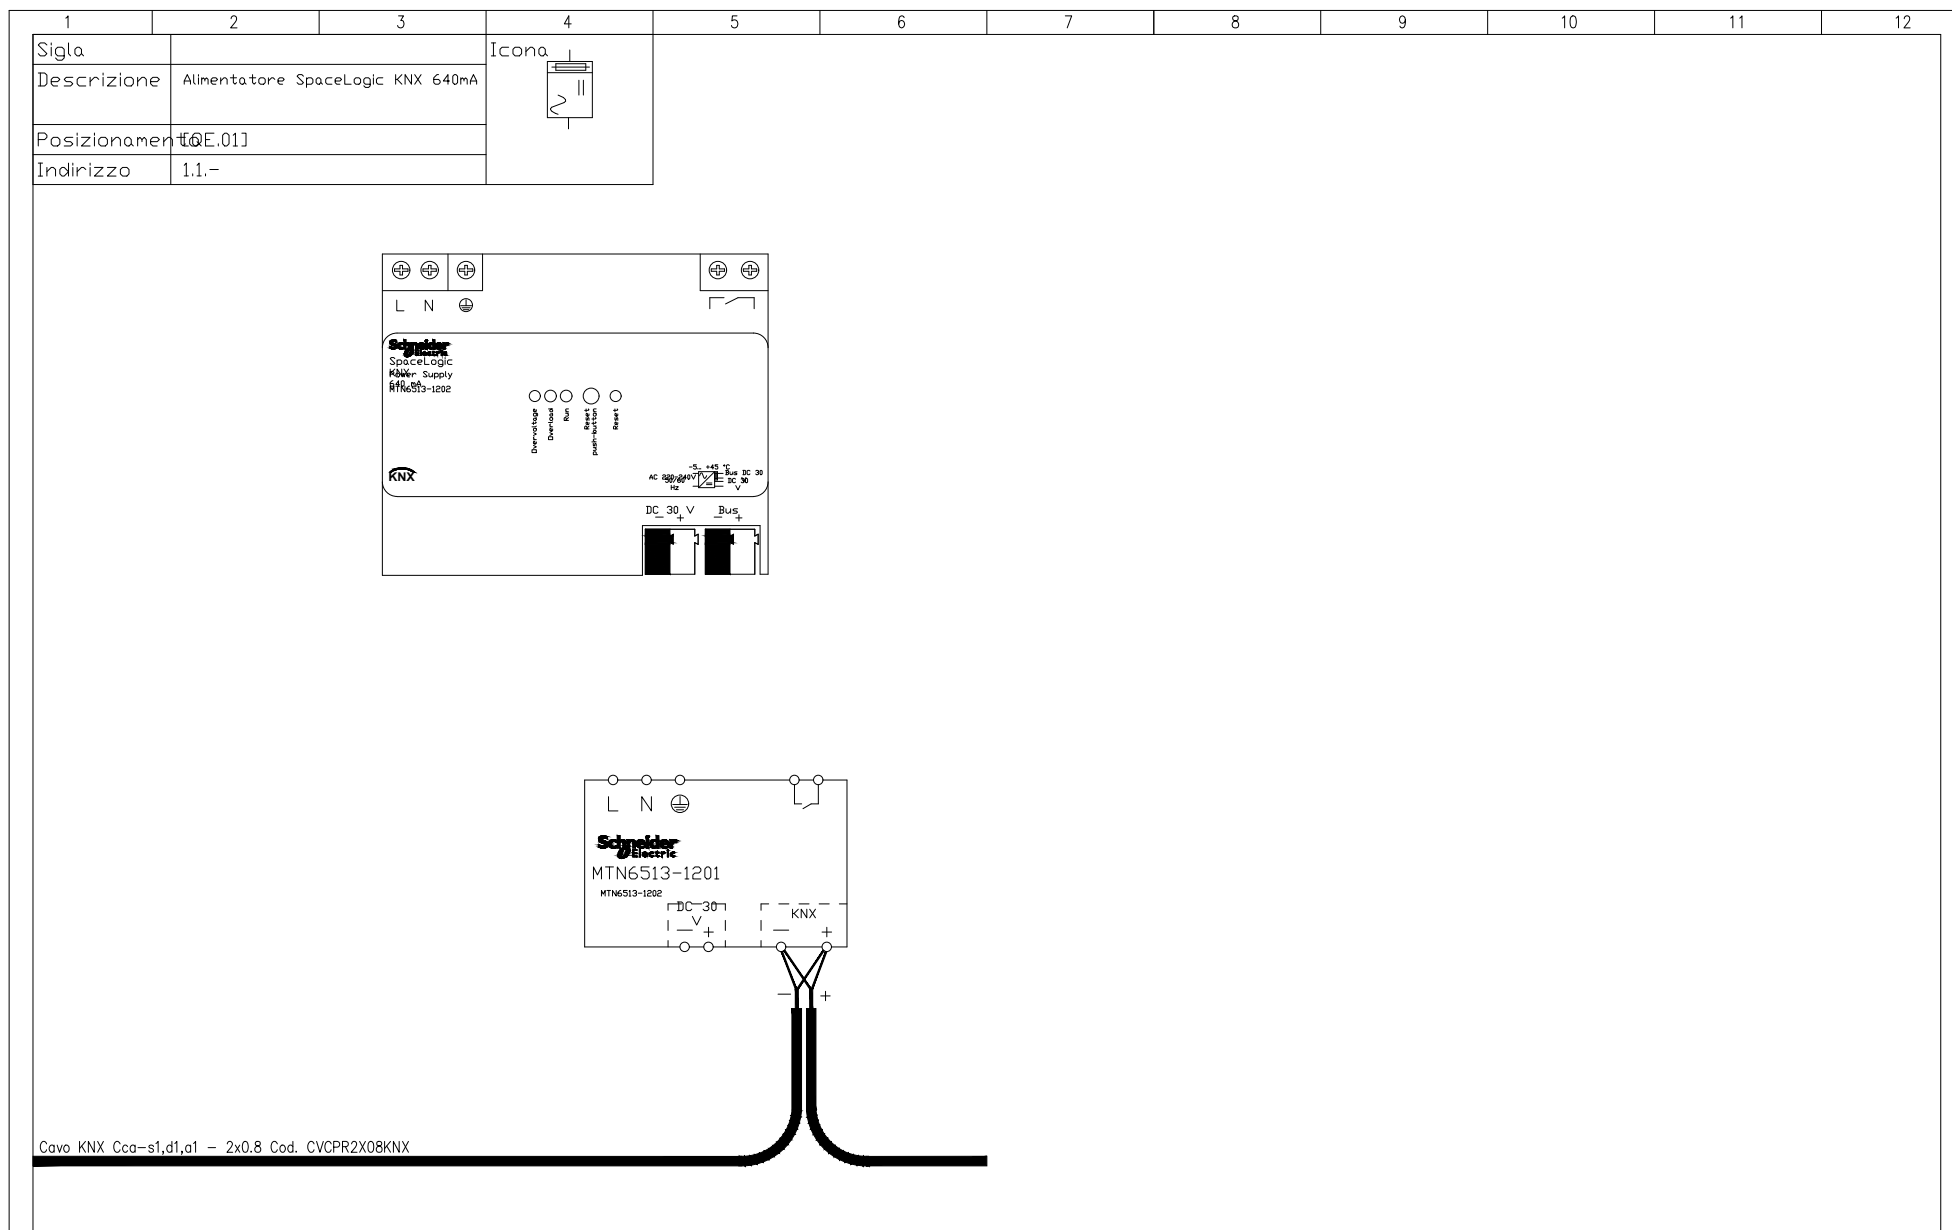 1 2 3 4 5 6 7 8 9 10 11 12
Sigla
Icona
Descrizione
Alimentatore SpaceLogic KNX 640mA
Posizionamento
[QE.01]
Indirizzo
1.1.-
L N
Schneider
Electric
SpaceLogic
KNX
Power Supply
640 mA
MTN6513-1202
Overvoltage
Overload
Run
Reset
push-button
Reset
KNX
-5... +45 °C
AC 220-240V
50/60
Hz
Bus DC 30
DC 30
V
DC 30 V
Bus
- +
- +
L N
Schneider
Electric
MTN6513-1201
MTN6513-1202
DC 30
V
- +
KNX
- +
- +
Cavo KNX Cca-s1,d1,a1 - 2x0.8 Cod. CVCPR2X08KNX